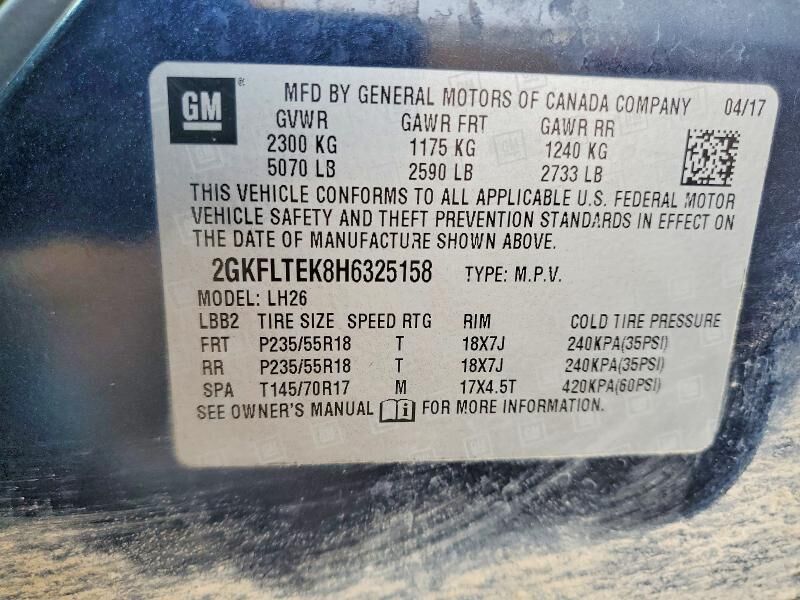 GM ® MFD BY GENERAL MOTORS OF CANADA COMPANY 04/17
GVWR GAWR FRT GAWR RR
2300 KG 1175 KG 1240 KG
5070 LB 2590 LB 2733 LB
THIS VEHICLE CONFORMS TO ALL APPLICABLE U.S. FEDERAL MOTOR
VEHICLE SAFETY AND THEFT PREVENTION STANDARDS IN EFFECT ON
THE DATE OF MANUFACTURE SHOWN ABOVE.
2GKFLTEK8H6325158 TYPE: M.P.V.
MODEL: LH26
LBB2 TIRE SIZE SPEED RTG RIM COLD TIRE PRESSURE
FRT P235/55R18 T 18X7J 240KPA(35PSI)
RR P235/55R18 T 18X7J 240KPA(35PSI)
SPA T145/70R17 M 17X4.5T 420KPA(60PSI)
SEE OWNER'S MANUAL i FOR MORE INFORMATION.